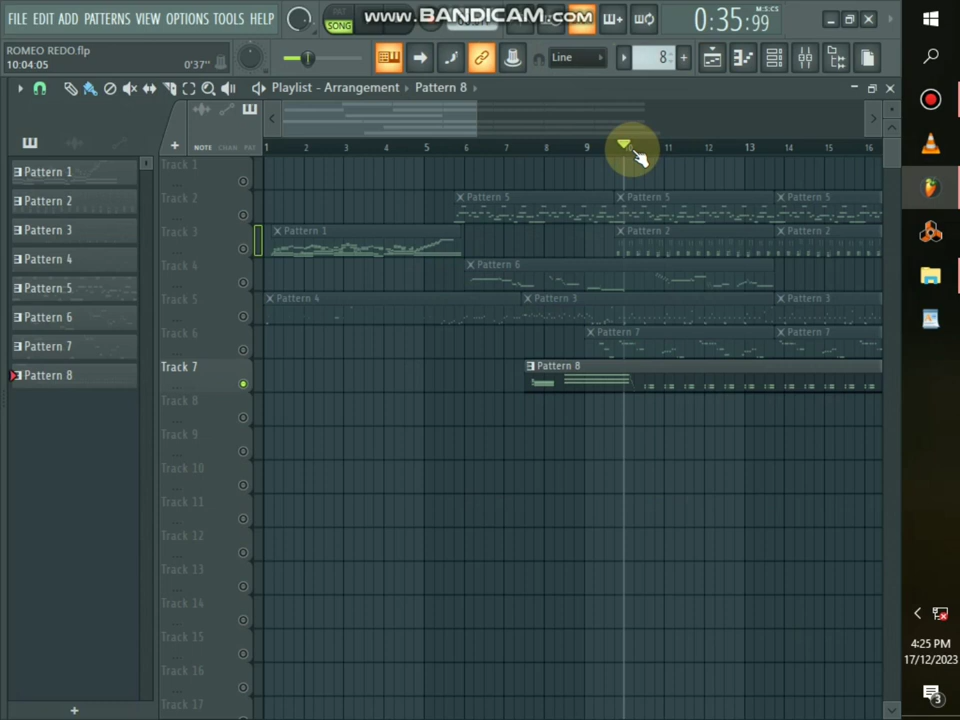 FILE EDIT ADD PATTERNS VIEW OPTIONS TOOLS HELP
SONG
www.BANDICAM.com
0:35:99
M:S:CS
ROMEO REDO.flp
10:04:05
0'37"
Line
8
Playlist - Arrangement › Pattern 8 ›
NOTE CHAN PAT
1 2 3 4 5 6 7 8 9 10 11 12 13 14 15 16
Pattern 1
Pattern 2
Pattern 3
Pattern 4
Pattern 5
Pattern 6
Pattern 7
Pattern 8
Track 1
Track 2
Pattern 5 Pattern 5 Pattern 5
Track 3
Pattern 1 Pattern 2 Pattern 2
Track 4
Pattern 6
Track 5
Pattern 4 Pattern 3 Pattern 3
Track 6
Pattern 7 Pattern 7
Track 7
Pattern 8
Track 8
Track 9
Track 10
Track 11
Track 12
Track 13
Track 14
Track 15
Track 16
Track 17
4:25 PM
17/12/2023
3